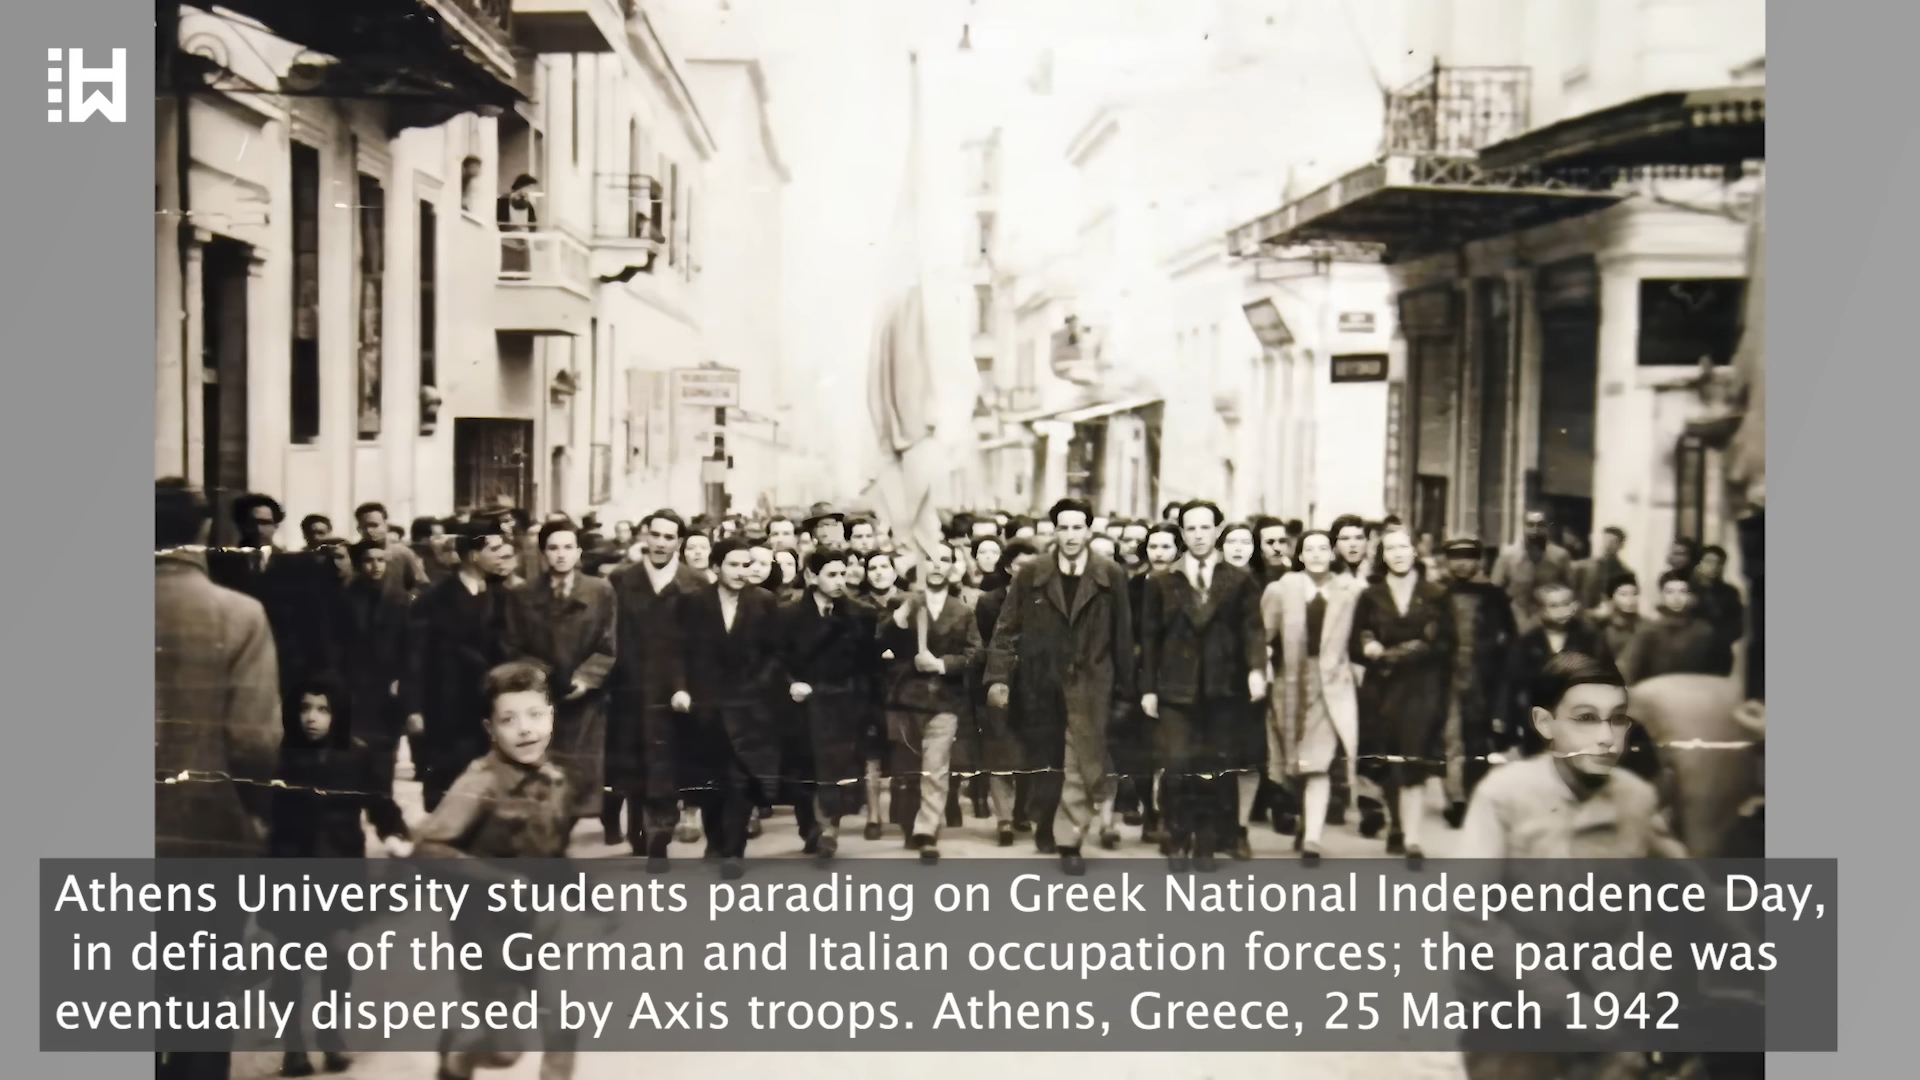 Athens University students parading on Greek National Independence Day,
in defiance of the German and Italian occupation forces; the parade was
eventually dispersed by Axis troops. Athens, Greece, 25 March 1942